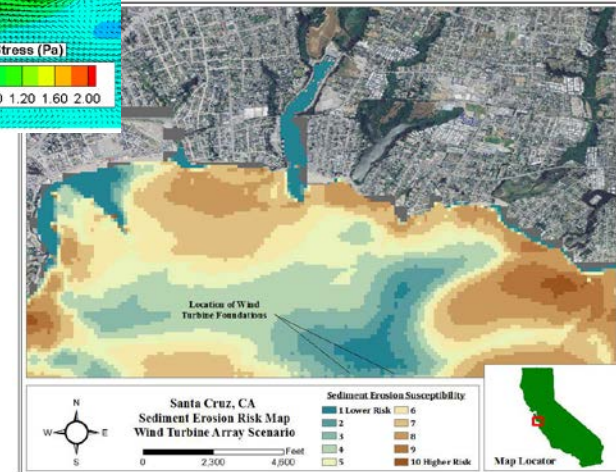 Stress (Pa)
1.20 1.60 2.00
Location of Wind
Turbine Foundations
N
W
E
S
Santa Cruz, CA
Sediment Erosion Risk Map
Wind Turbine Array Scenario
Feet
0 2,300 4,600
Sediment Erosion Susceptibility
1 Lower Risk
2
3
4
5
6
7
8
9
10 Higher Risk
Map Locator